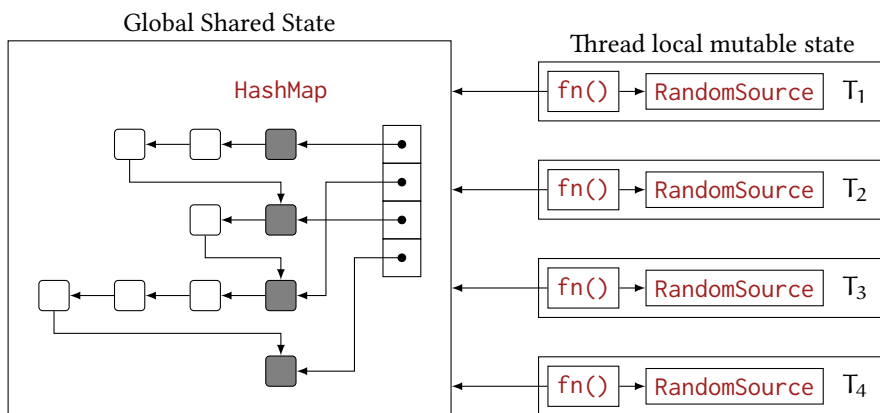 Global Shared State
HashMap
Thread local mutable state
fn() RandomSource T1
fn() RandomSource T2
fn() RandomSource T3
fn() RandomSource T4